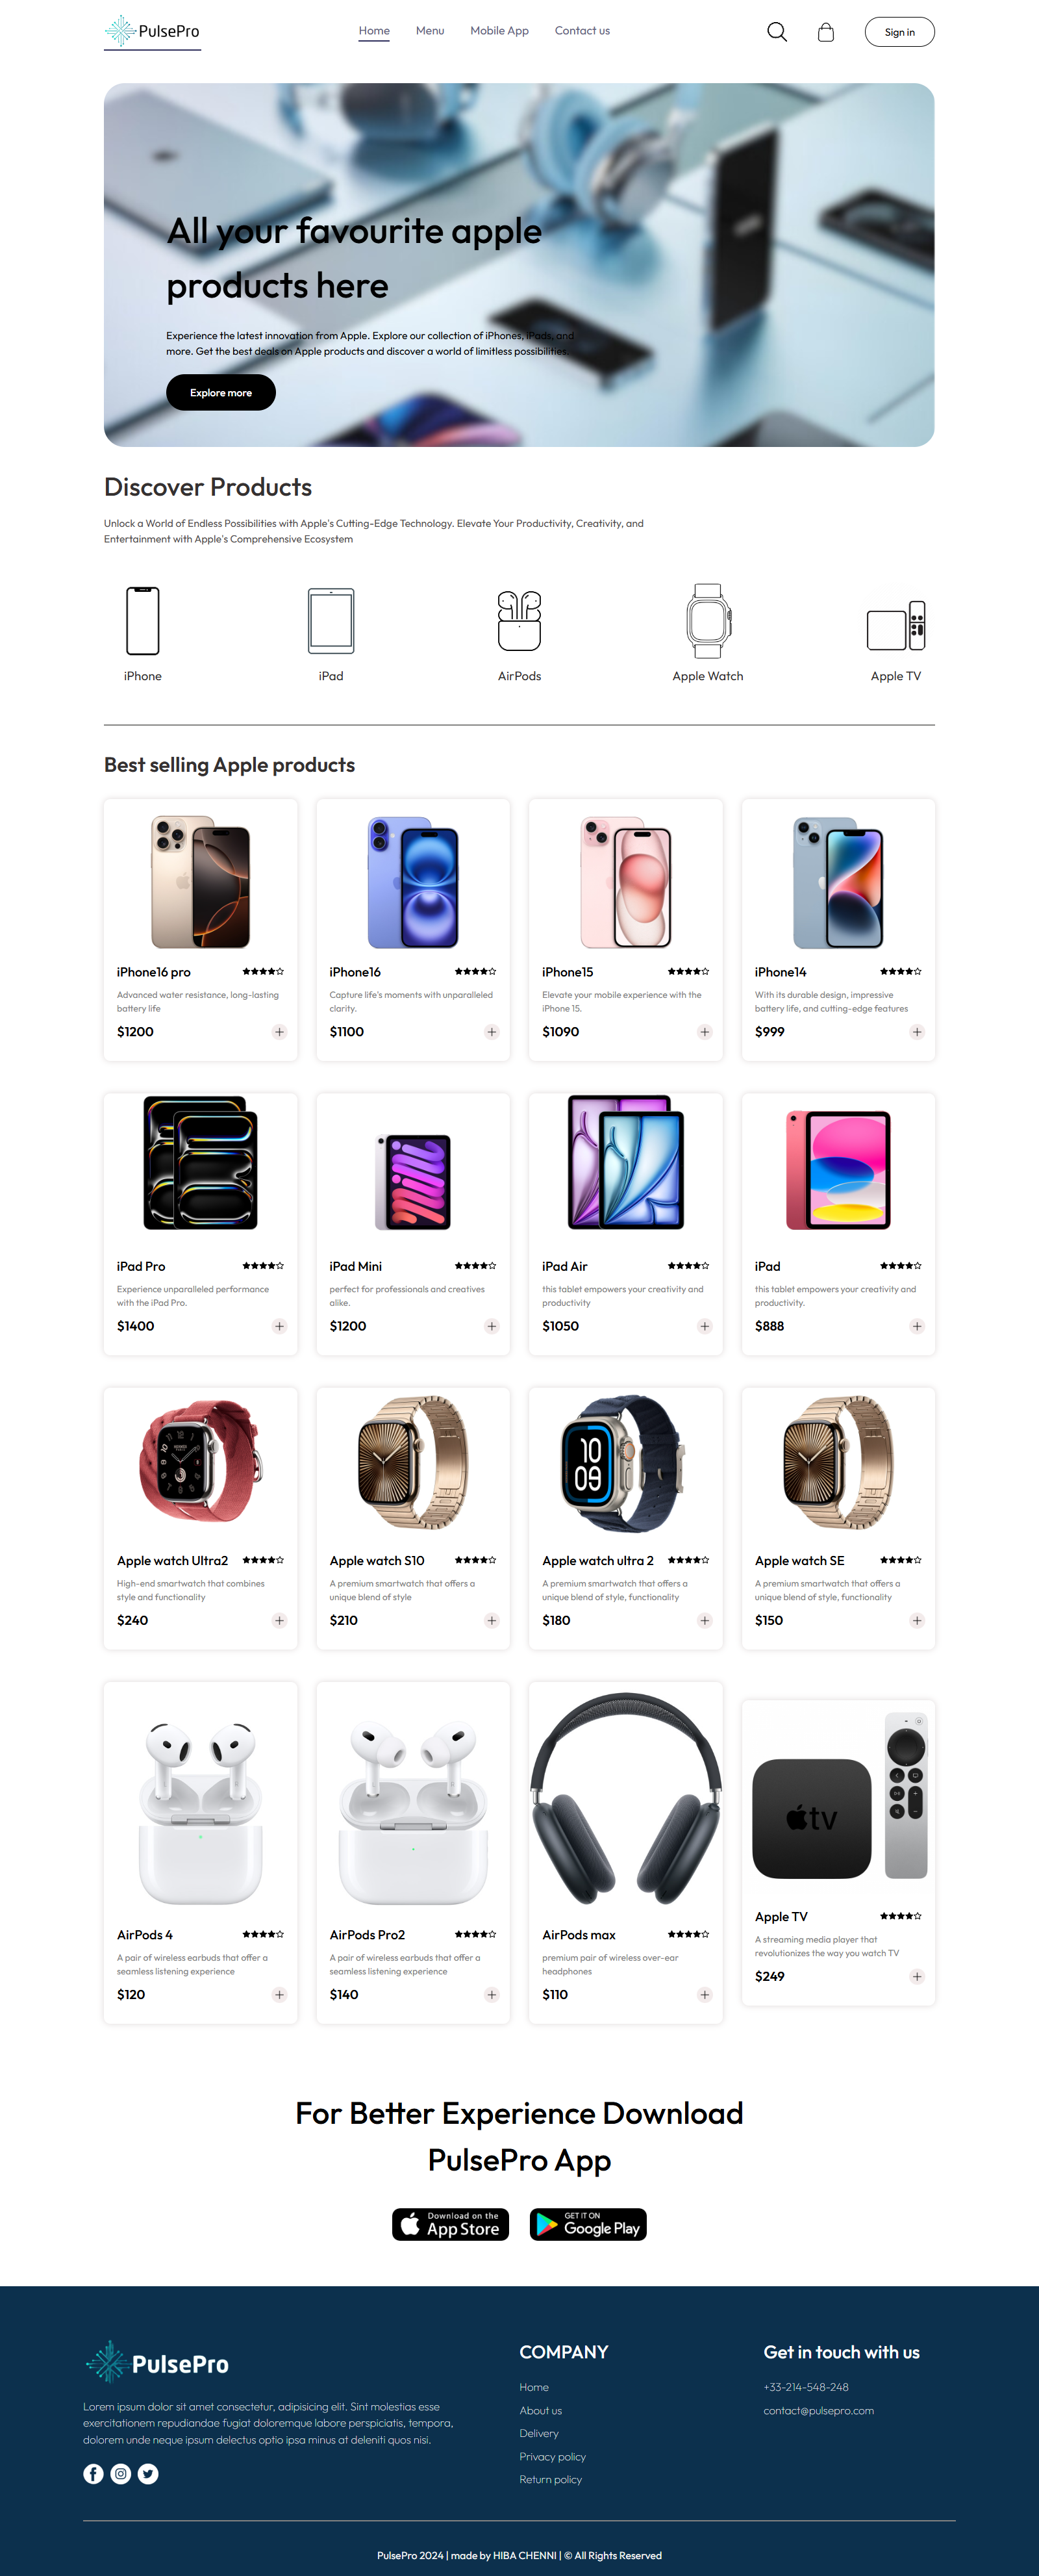 PulsePro
Home
Menu
Mobile App
Contact us
Sign in
All your favourite apple
products here
Experience the latest innovation from Apple. Explore our collection of iPhones, iPads, and
more. Get the best deals on Apple products and discover a world of limitless possibilities.
Explore more
Discover Products
Unlock a World of Endless Possibilities with Apple's Cutting-Edge Technology. Elevate Your Productivity, Creativity, and
Entertainment with Apple's Comprehensive Ecosystem
iPhone
iPad
AirPods
Apple Watch
Apple TV
Best selling Apple products
iPhone16 pro
Advanced water resistance, long-lasting
battery life
$1200
iPhone16
Capture life's moments with unparalleled
clarity.
$1100
iPhone15
Elevate your mobile experience with the
iPhone 15.
$1090
iPhone14
With its durable design, impressive
battery life, and cutting-edge features
$999
iPad Pro
Experience unparalleled performance
with the iPad Pro.
$1400
iPad Mini
perfect for professionals and creatives
alike.
$1200
iPad Air
this tablet empowers your creativity and
productivity
$1050
iPad
this tablet empowers your creativity and
productivity.
$888
Apple watch Ultra2
High-end smartwatch that combines
style and functionality
$240
Apple watch S10
A premium smartwatch that offers a
unique blend of style
$210
10
09
Apple watch ultra 2
A premium smartwatch that offers a
unique blend of style, functionality
$180
Apple watch SE
A premium smartwatch that offers a
unique blend of style, functionality
$150
AirPods 4
A pair of wireless earbuds that offer a
seamless listening experience
$120
AirPods Pro2
A pair of wireless earbuds that offer a
seamless listening experience
$140
AirPods max
premium pair of wireless over-ear
headphones
$110
tv
Apple TV
A streaming media player that
revolutionizes the way you watch TV
$249
For Better Experience Download
PulsePro App
Download on the
App Store
GET IT ON
Google Play
PulsePro
Lorem ipsum dolor sit amet consectetur, adipisicing elit. Sint molestias esse
exercitationem repudiandae fugiat doloremque labore perspiciatis, tempora,
dolorem unde neque ipsum delectus optio ipsa minus at deleniti quos nisi.
COMPANY
Home
About us
Delivery
Privacy policy
Return policy
Get in touch with us
+33-214-548-248
contact@pulsepro.com
PulsePro 2024 | made by HIBA CHENNI | © All Rights Reserved